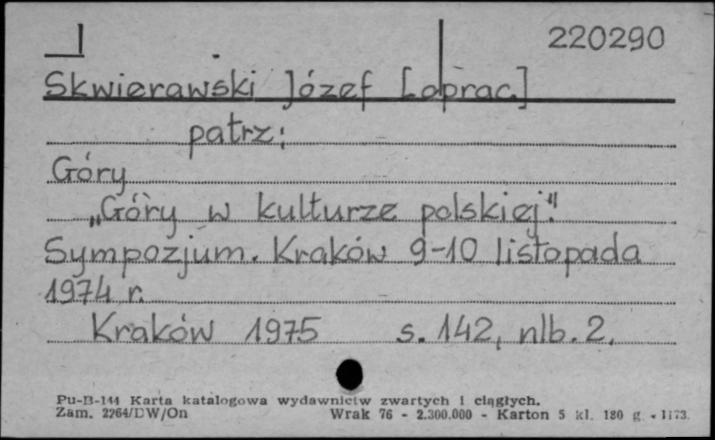 220290
Skwierawski Józef [oprac.]
patrz:
Góry
„Góry w kulturze polskiej."
Sympozjum. Kraków 9-10 listopada
1974 r.
Kraków 1975 s. 142, nlb. 2.
Pu-B-144 Karta katalogowa wydawnictw zwartych i ciągłych.
Zam. 2264/DW/On Wrak 76 - 2.300.000 - Karton 5 kl. 180 g. - 1173.